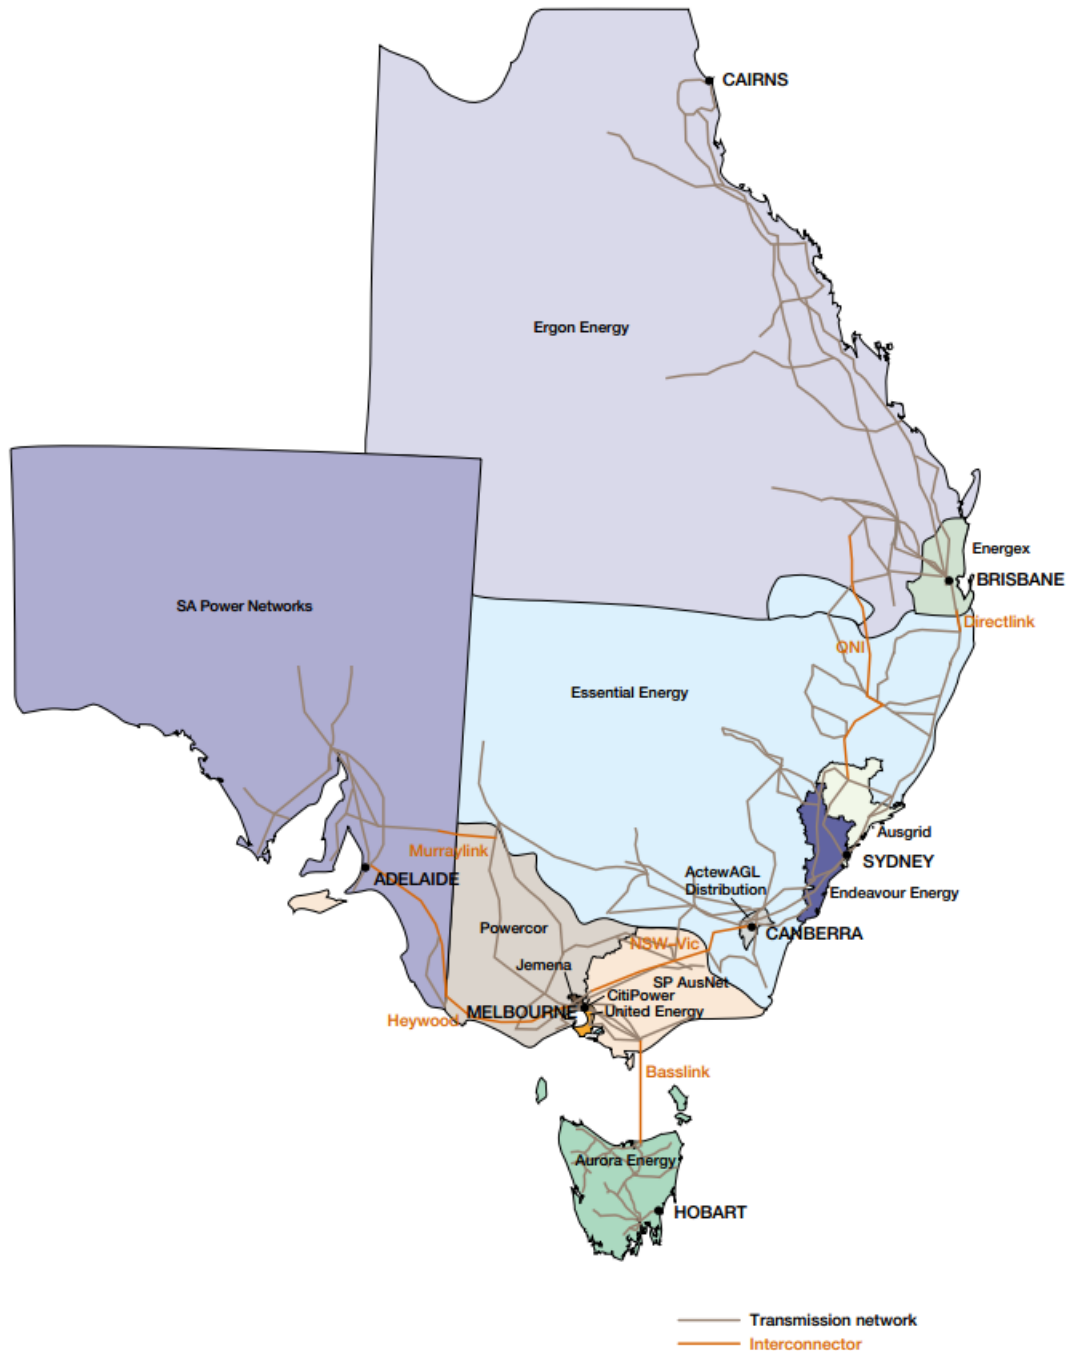 CAIRNS
Ergon Energy
Energex
BRISBANE
SA Power Networks
Directlink
QNI
Essential Energy
Ausgrid
Murraylink
SYDNEY
ActewAGL
Distribution
ADELAIDE
Endeavour Energy
Powercor
CANBERRA
NSW-Vic
Jemena
SP AusNet
CitiPower
MELBOURNE
United Energy
Heywood
Basslink
Aurora Energy
HOBART
Transmission network
Interconnector